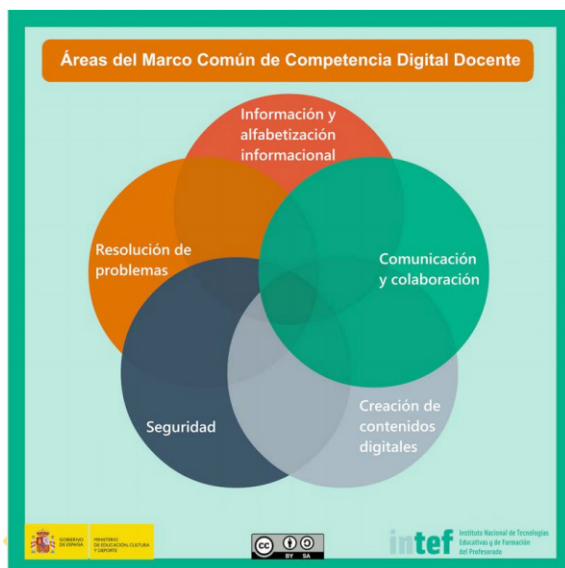 Áreas del Marco Común de Competencia Digital Docente
Información y
alfabetización
informacional
Resolución de
problemas
Comunicación
y colaboración
Seguridad
Creación de
contenidos
digitales
GOBIERNO
DE ESPAÑA
MINISTERIO
DE EDUCACIÓN, CULTURA
Y DEPORTE
cc
BY SA
intef
Instituto Nacional de Tecnologías
Educativas y de Formación
del Profesorado